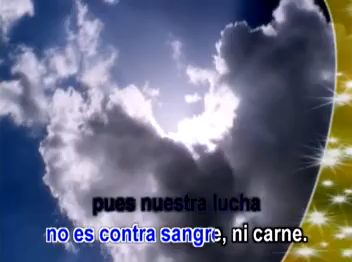 pues nuestra lucha
no es contra sangre, ni carne.